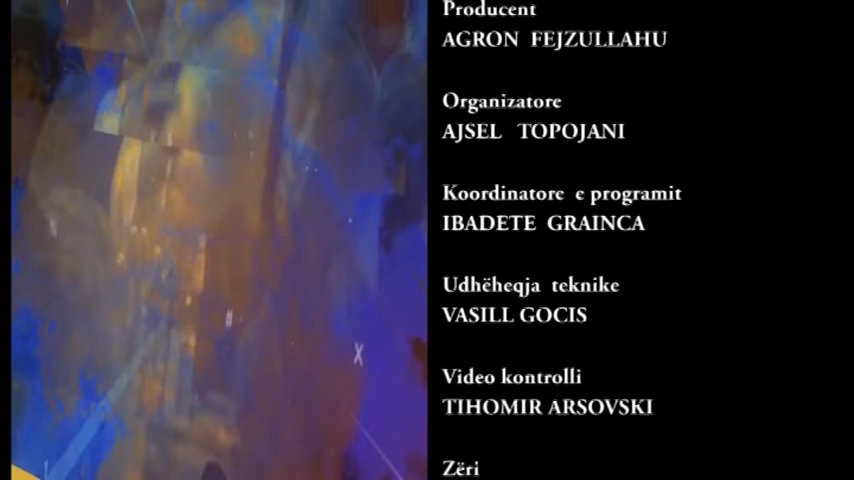 Producent
AGRON FEJZULLAHU
Organizatore
AJSEL TOPOJANI
Koordinatore e programit
IBADETE GRAINCA
Udhëheqja teknike
VASILL GOCIS
Video kontrolli
TIHOMIR ARSOVSKI
Zëri